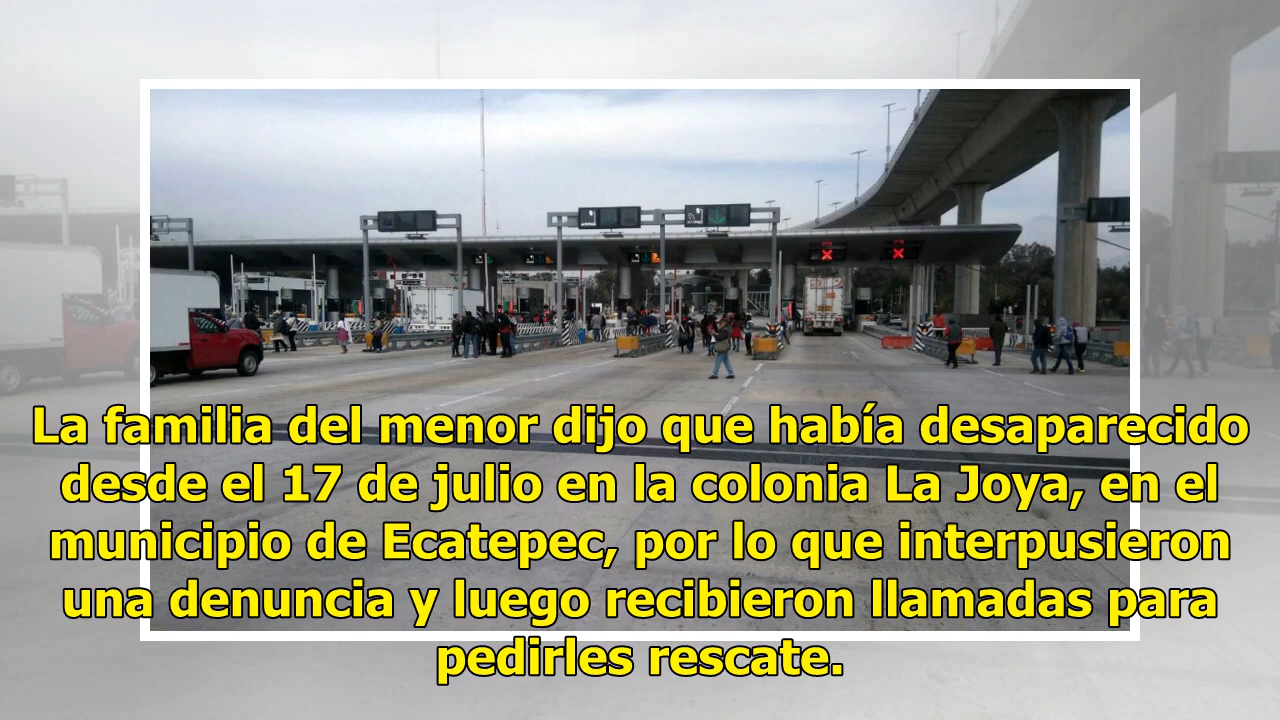 La familia del menor dijo que había desaparecido
desde el 17 de julio en la colonia La Joya, en el
municipio de Ecatepec, por lo que interpusieron
una denuncia y luego recibieron llamadas para
pedirles rescate.